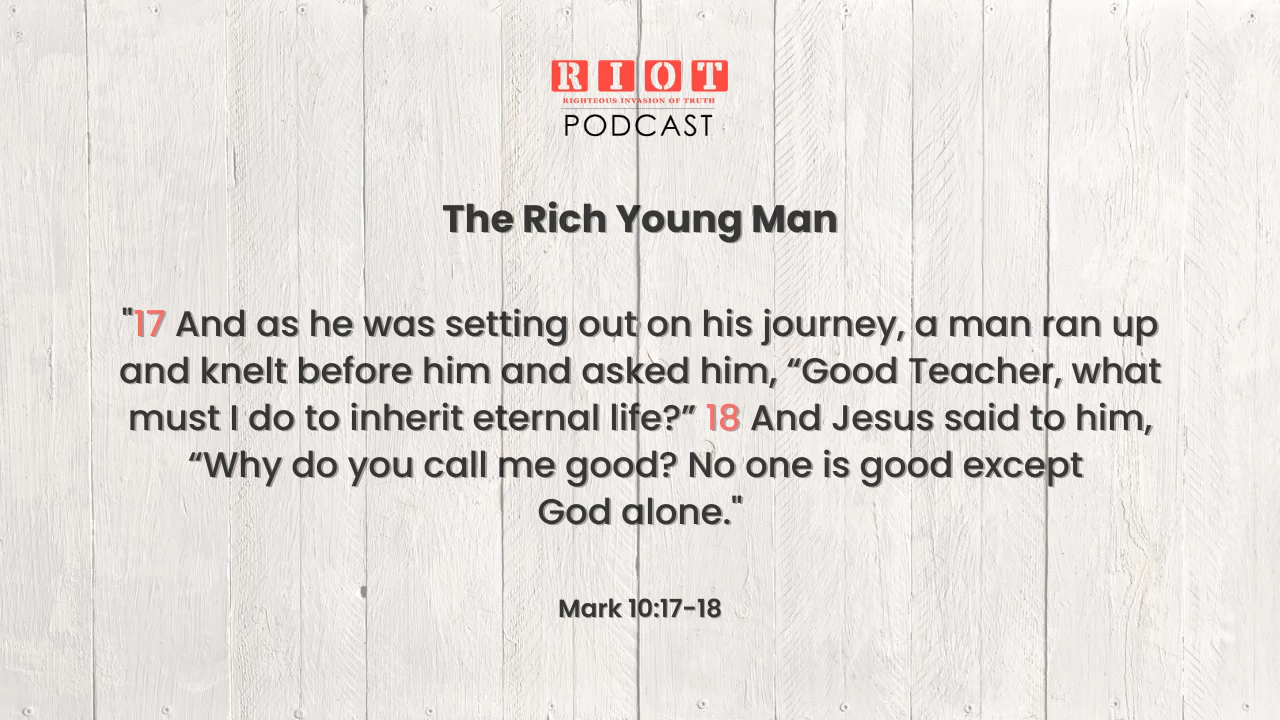 RIOT
RIGHTEOUS INVASION OF TRUTH
PODCAST
The Rich Young Man
"17 And as he was setting out on his journey, a man ran up
and knelt before him and asked him, “Good Teacher, what
must I do to inherit eternal life?” 18 And Jesus said to him,
“Why do you call me good? No one is good except
God alone."
Mark 10:17-18